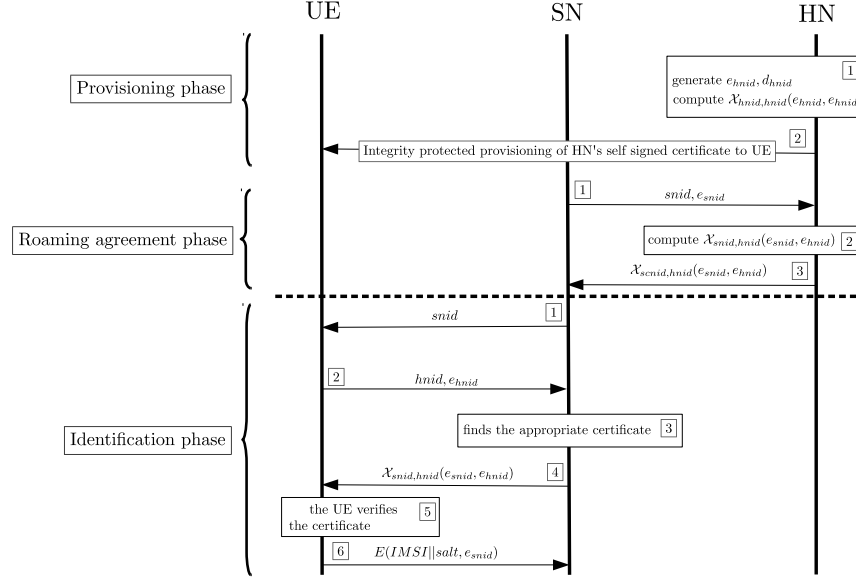 UE SN HN
Provisioning phase
1
generate e_hnid, d_hnid
compute X_hnid,hnid(e_hnid, e_hnid
2
Integrity protected provisioning of HN's self signed certificate to UE
1
snid, e_snid
Roaming agreement phase
compute X_snid,hnid(e_snid, e_hnid) 2
X_scnid,hnid(e_snid, e_hnid) 3
snid 1
2 hnid, e_hnid
finds the appropriate certificate 3
Identification phase
X_snid,hnid(e_snid, e_hnid) 4
the UE verifies 5
the certificate
6 E(IMSI||salt, e_snid)